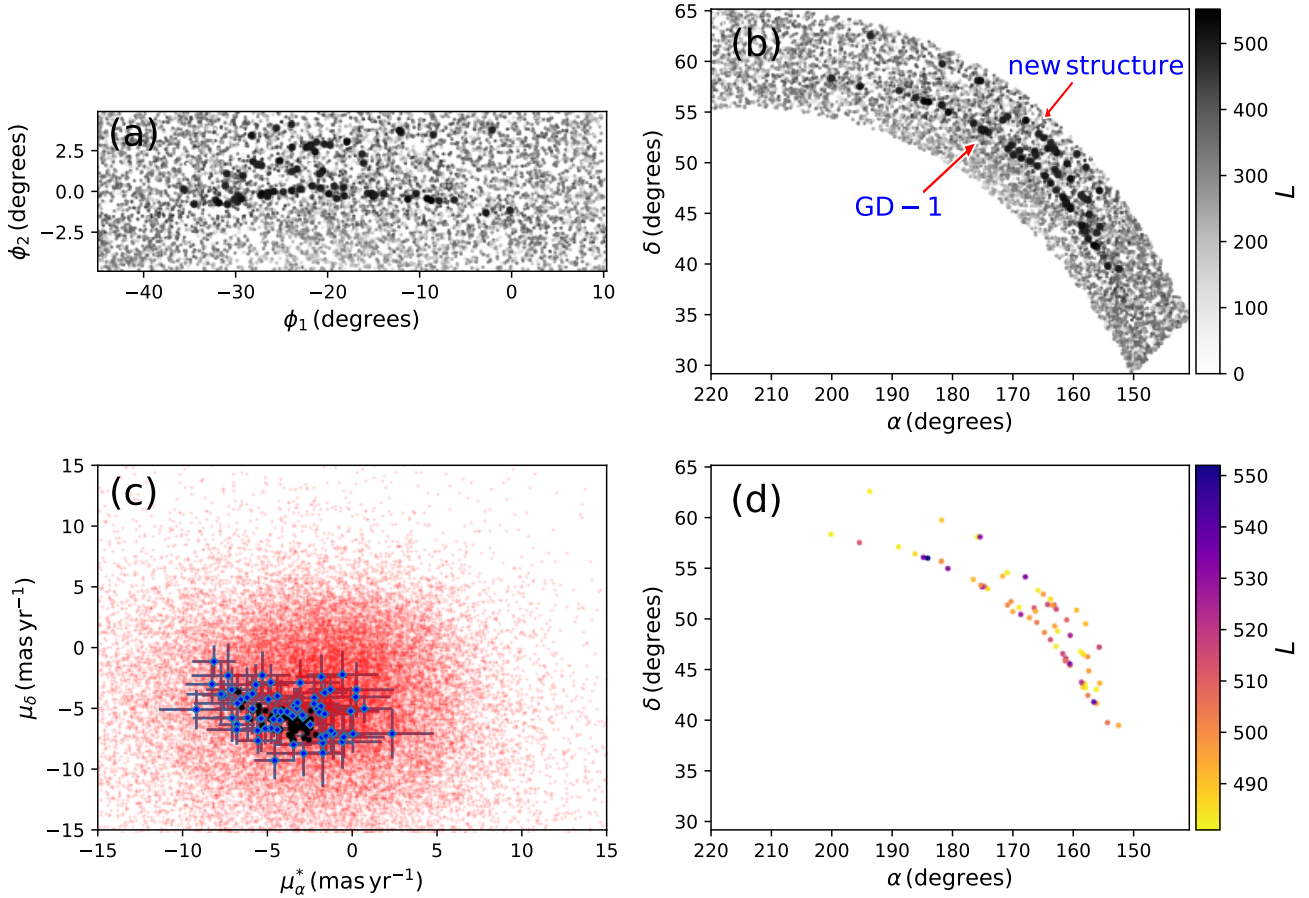 (a)
2.5
0.0
−2.5
ϕ₂ (degrees)
−40 −30 −20 −10 0 10
ϕ₁ (degrees)
(b)
new structure
GD − 1
65
60
55
50
45
40
35
30
δ (degrees)
220 210 200 190 180 170 160 150
α (degrees)
500
400
300
200
100
0
L
(c)
15
10
5
0
−5
−10
−15
μ_δ (mas yr⁻¹)
−15 −10 −5 0 5 10 15
μ*_α (mas yr⁻¹)
(d)
65
60
55
50
45
40
35
30
δ (degrees)
220 210 200 190 180 170 160 150
α (degrees)
550
540
530
520
510
500
490
L